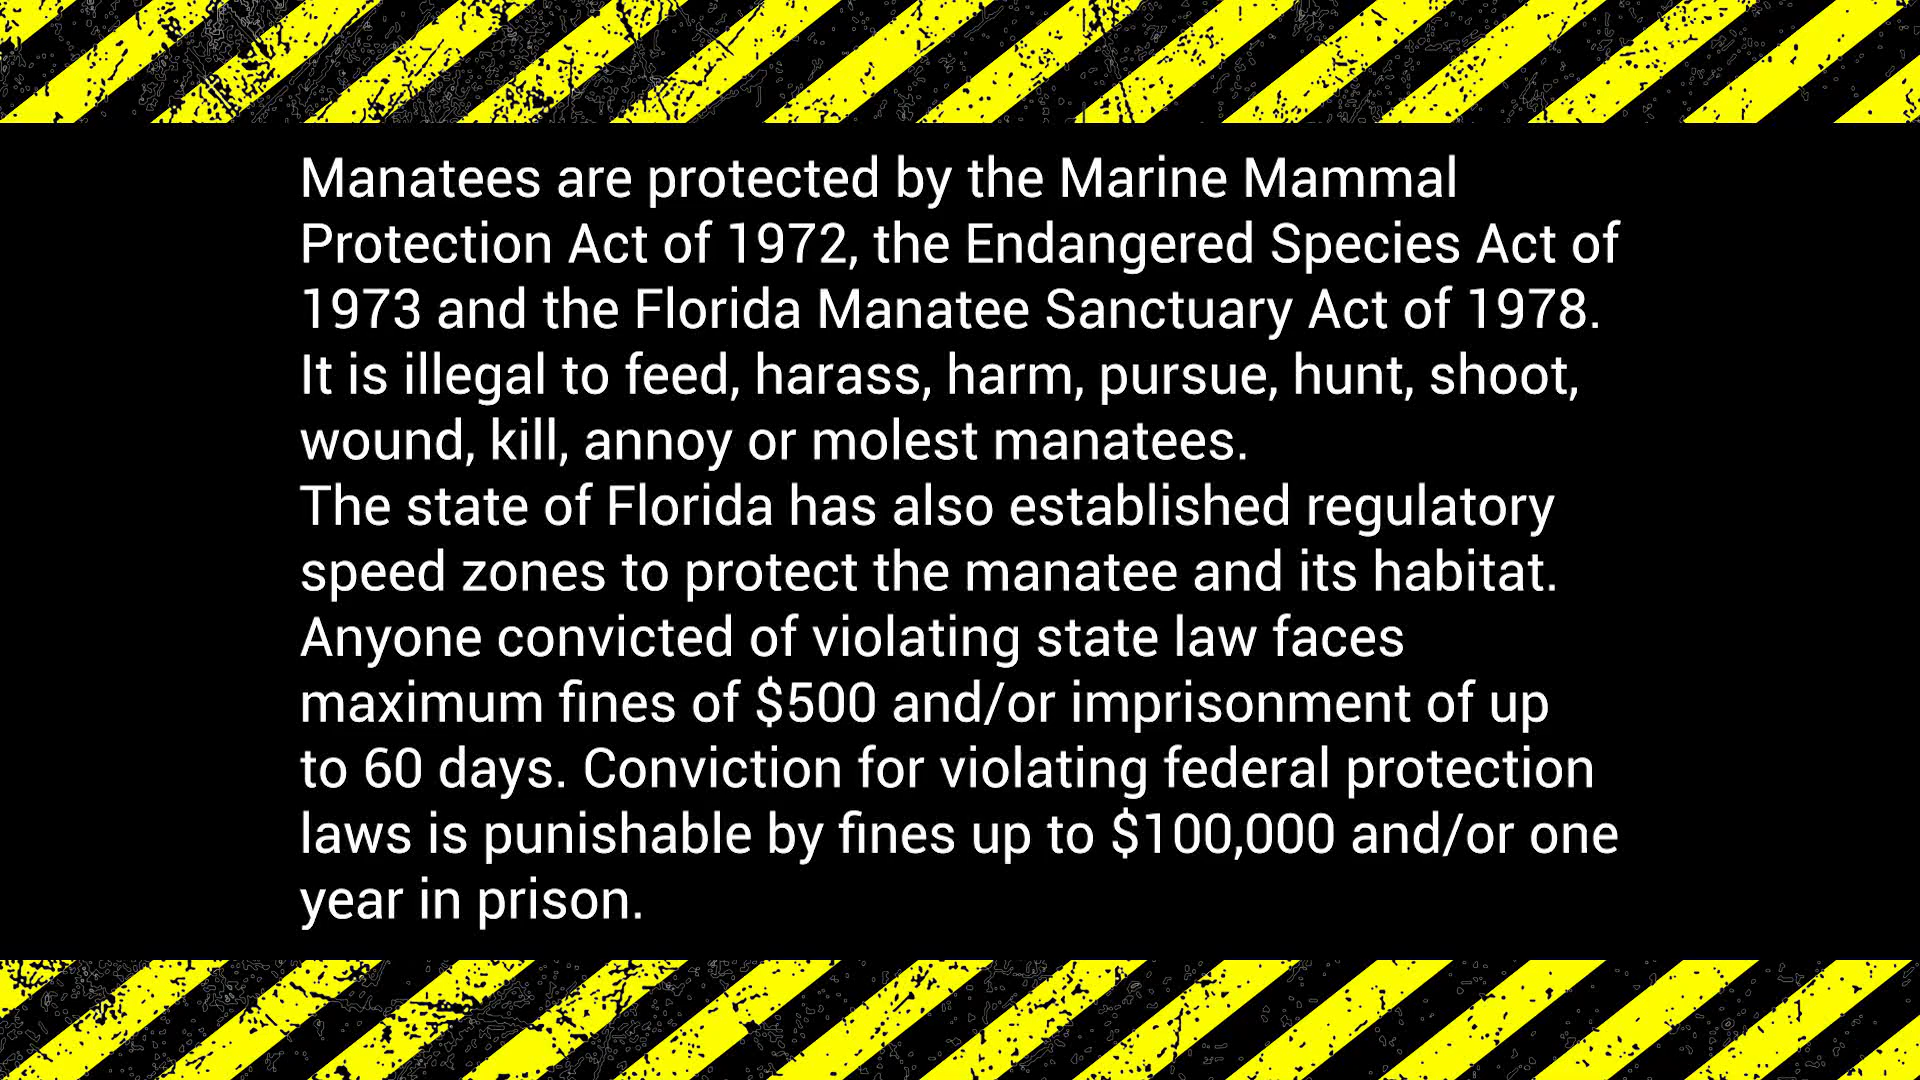 Manatees are protected by the Marine Mammal
Protection Act of 1972, the Endangered Species Act of
1973 and the Florida Manatee Sanctuary Act of 1978.
It is illegal to feed, harass, harm, pursue, hunt, shoot,
wound, kill, annoy or molest manatees.
The state of Florida has also established regulatory
speed zones to protect the manatee and its habitat.
Anyone convicted of violating state law faces
maximum fines of $500 and/or imprisonment of up
to 60 days. Conviction for violating federal protection
laws is punishable by fines up to $100,000 and/or one
year in prison.